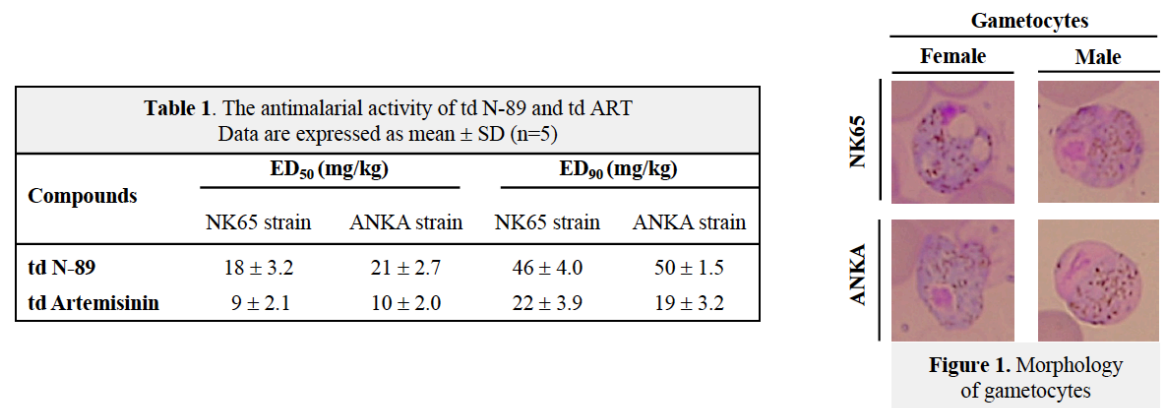 Table 1. The antimalarial activity of td N-89 and td ART
Data are expressed as mean ± SD (n=5)
Compounds
ED50 (mg/kg) ED90 (mg/kg)
NK65 strain ANKA strain NK65 strain ANKA strain
td N-89 18 ± 3.2 21 ± 2.7 46 ± 4.0 50 ± 1.5
td Artemisinin 9 ± 2.1 10 ± 2.0 22 ± 3.9 19 ± 3.2
Gametocytes
Female Male
NK65
ANKA
Figure 1. Morphology
of gametocytes